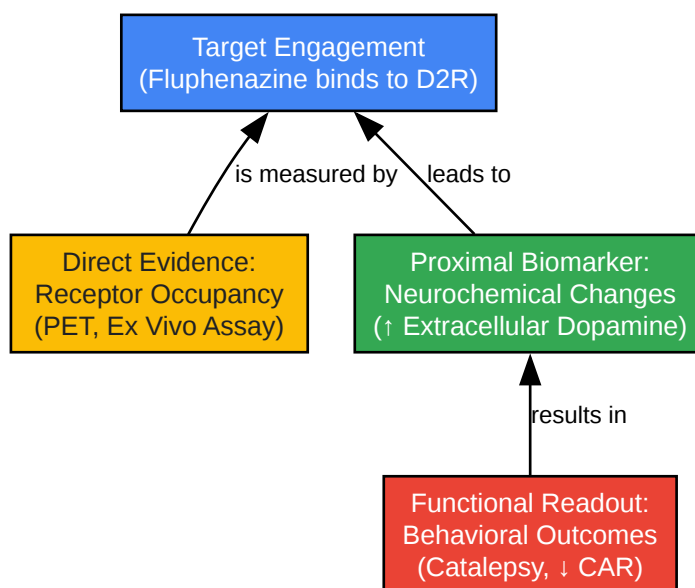 Target Engagement
(Fluphenazine binds to D2R)
is measured by
leads to
Direct Evidence:
Receptor Occupancy
(PET, Ex Vivo Assay)
Proximal Biomarker:
Neurochemical Changes
(↑ Extracellular Dopamine)
results in
Functional Readout:
Behavioral Outcomes
(Catalepsy, ↓ CAR)